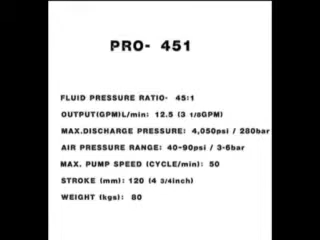 PRO- 451
FLUID PRESSURE RATIO- 45:1
OUTPUT(GPM)L/min: 12.5 (3 1/8GPM)
MAX.DISCHARGE PRESSURE: 4,050psi / 280bar
AIR PRESSURE RANGE: 40-90psi / 3-6bar
MAX. PUMP SPEED (CYCLE/min): 50
STROKE (mm): 120 (4 3/4inch)
WEIGHT (kgs): 80